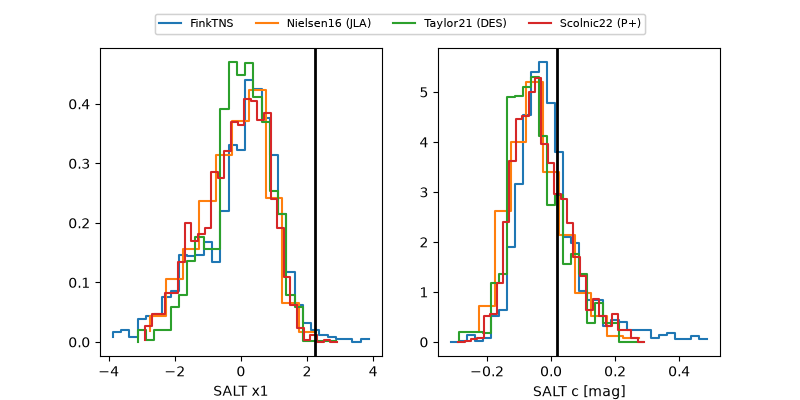 FinkTNS Nielsen16 (JLA) Taylor21 (DES) Scolnic22 (P+)
0.4
0.3
0.2
0.1
0.0
−4 −2 0 2 4
SALT x1
5
4
3
2
1
0
−0.2 0.0 0.2 0.4
SALT c [mag]